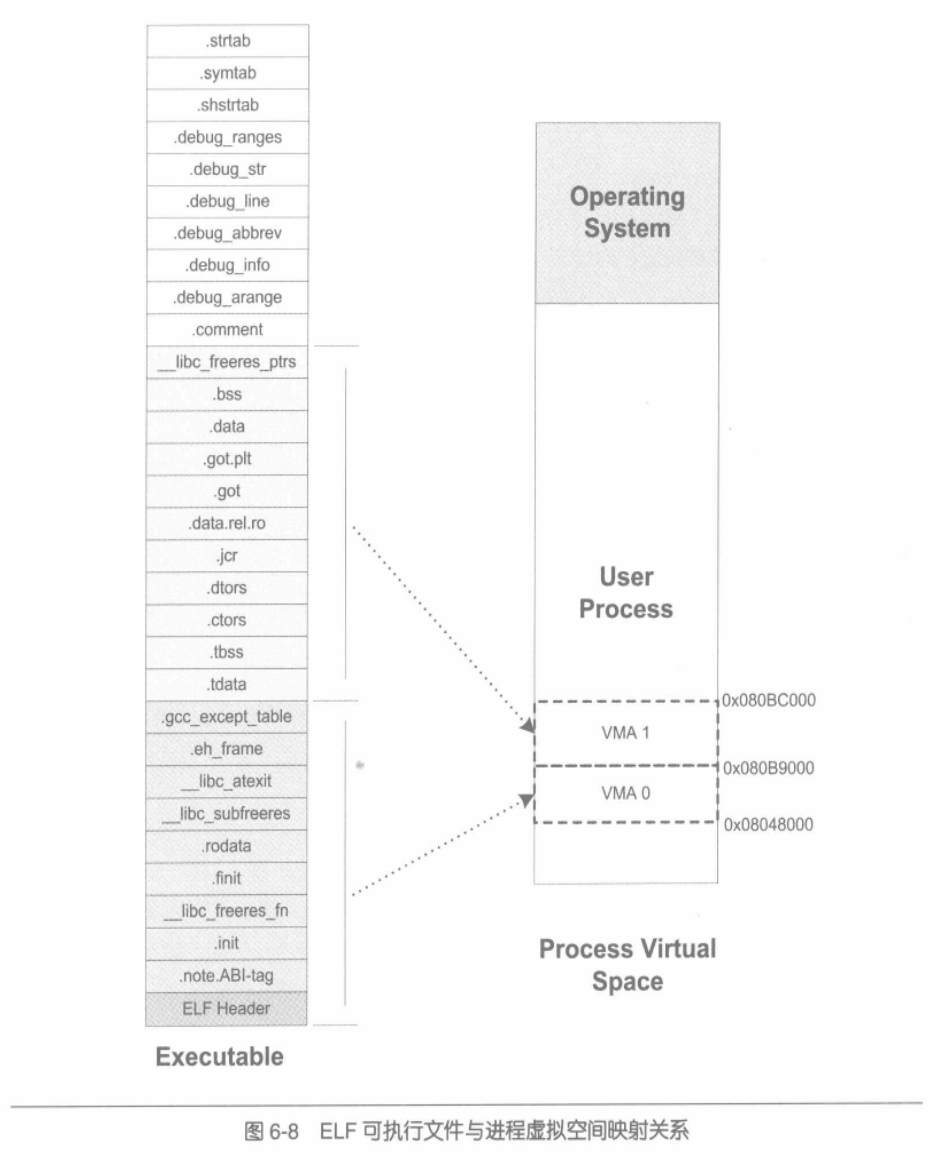 .strtab
.symtab
.shstrtab
.debug_ranges
.debug_str
.debug_line
.debug_abbrev
.debug_info
.debug_arange
.comment
__libc_freeres_ptrs
.bss
.data
.got.plt
.got
.data.rel.ro
.jcr
.dtors
.ctors
.tbss
.tdata
.gcc_except_table
.eh_frame
__libc_atexit
__libc_subfreeres
.rodata
.finit
__libc_freeres_fn
.init
.note.ABI-tag
ELF Header
Executable
Operating
System
User
Process
0x080BC000
VMA 1
0x080B9000
VMA 0
0x08048000
Process Virtual
Space
图 6-8 ELF 可执行文件与进程虚拟空间映射关系